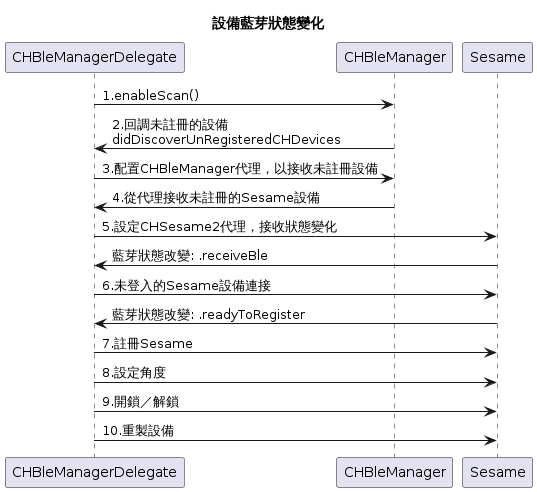 設備藍芽狀態變化
CHBleManagerDelegate
CHBleManager
Sesame
1.enableScan()
2.回調未註冊的設備
didDiscoverUnRegisteredCHDevices
3.配置CHBleManager代理，以接收未註冊設備
4.從代理接收未註冊的Sesame設備
5.設定CHSesame2代理，接收狀態變化
藍芽狀態改變: .receiveBle
6.未登入的Sesame設備連接
藍芽狀態改變: .readyToRegister
7.註冊Sesame
8.設定角度
9.開鎖／解鎖
10.重製設備
CHBleManagerDelegate
CHBleManager
Sesame